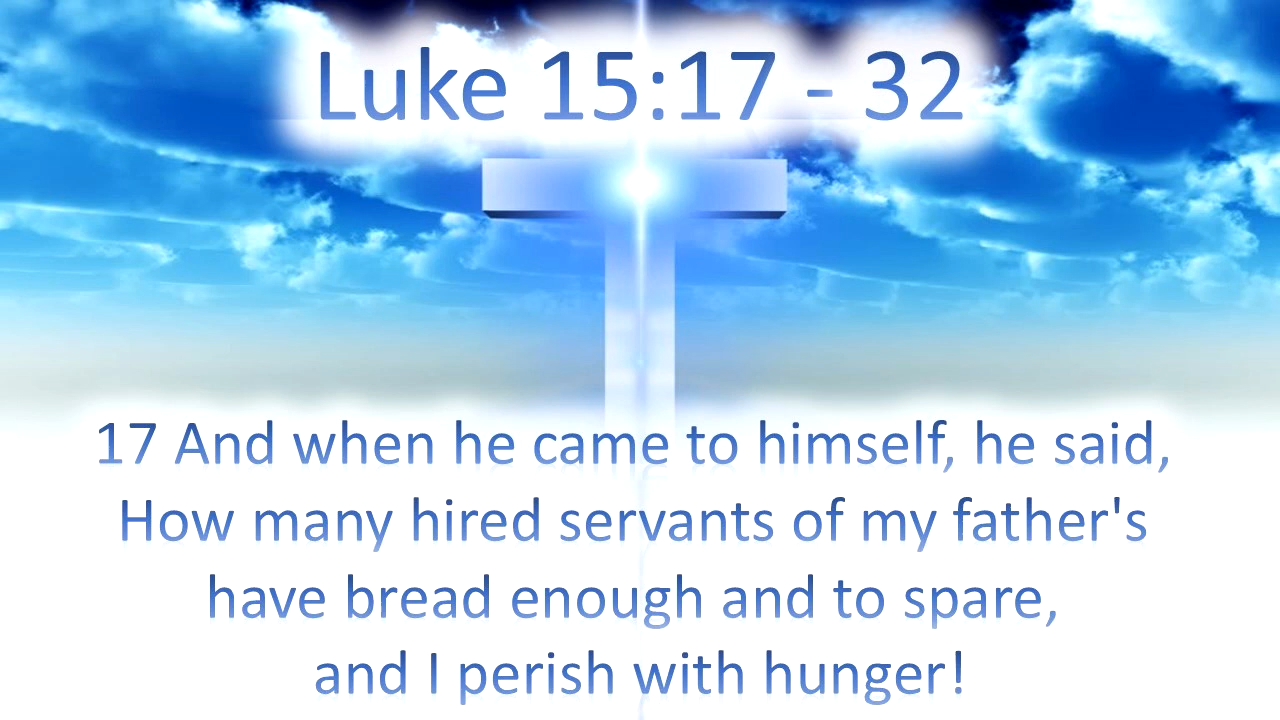 Luke 15:17 - 32
17 And when he came to himself, he said,
How many hired servants of my father's
have bread enough and to spare,
and I perish with hunger!